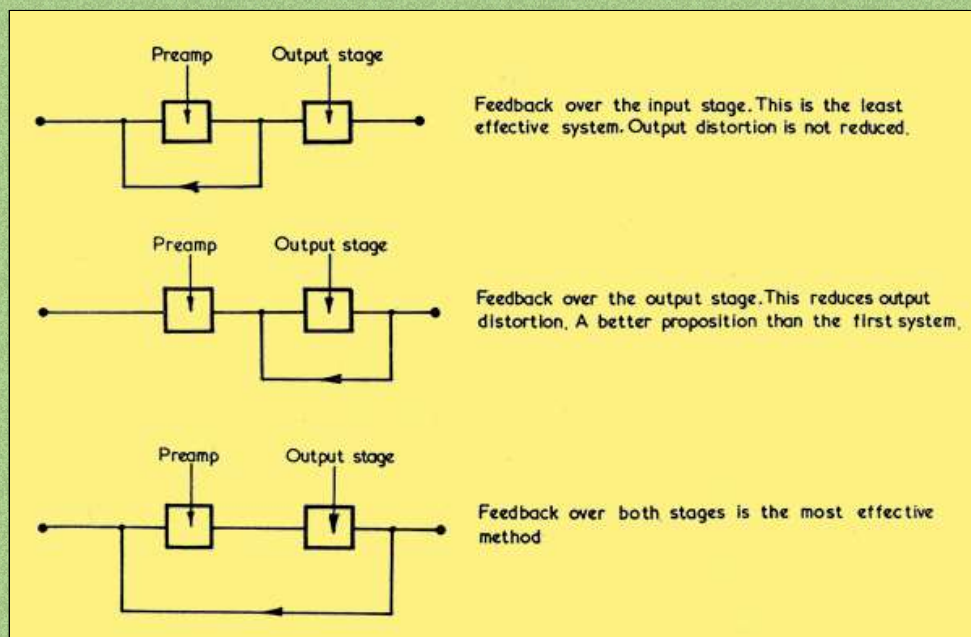 Preamp Output stage
Feedback over the input stage. This is the least
effective system. Output distortion is not reduced.
Preamp Output stage
Feedback over the output stage. This reduces output
distortion. A better proposition than the first system.
Preamp Output stage
Feedback over both stages is the most effective
method